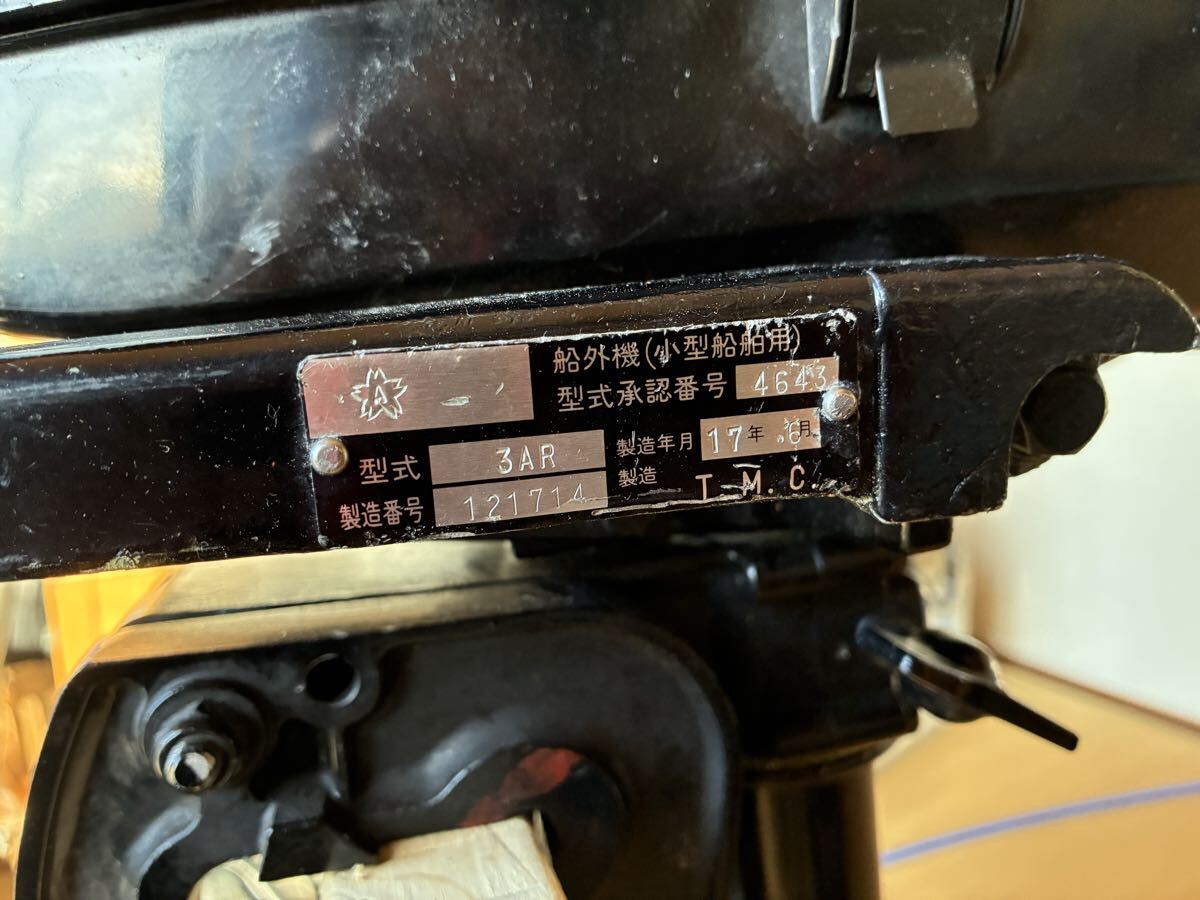 船外機(小型船舶用)
型式承認番号 4643
型式 3AR
製造年月 17年 6月
製造番号 121714
製造 T.M.C.